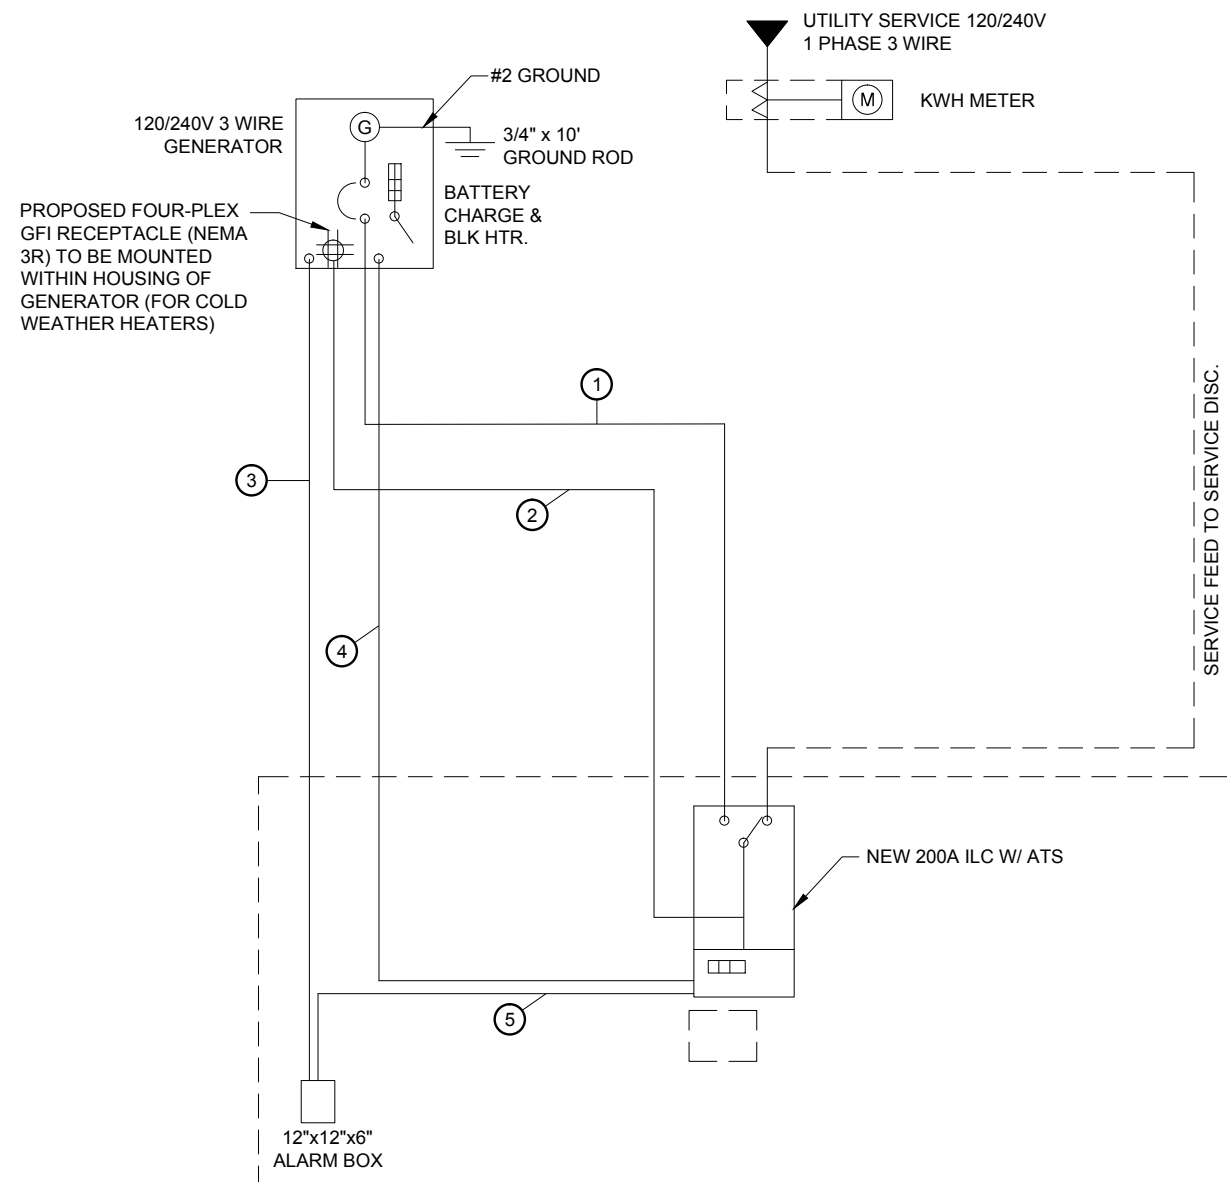 UTILITY SERVICE 120/240V
1 PHASE 3 WIRE
M
KWH METER
#2 GROUND
120/240V 3 WIRE
GENERATOR
G
3/4" x 10'
GROUND ROD
BATTERY
CHARGE &
BLK HTR.
PROPOSED FOUR-PLEX
GFI RECEPTACLE (NEMA
3R) TO BE MOUNTED
WITHIN HOUSING OF
GENERATOR (FOR COLD
WEATHER HEATERS)
1
2
3
4
5
SERVICE FEED TO SERVICE DISC.
NEW 200A ILC W/ ATS
12"x12"x6"
ALARM BOX